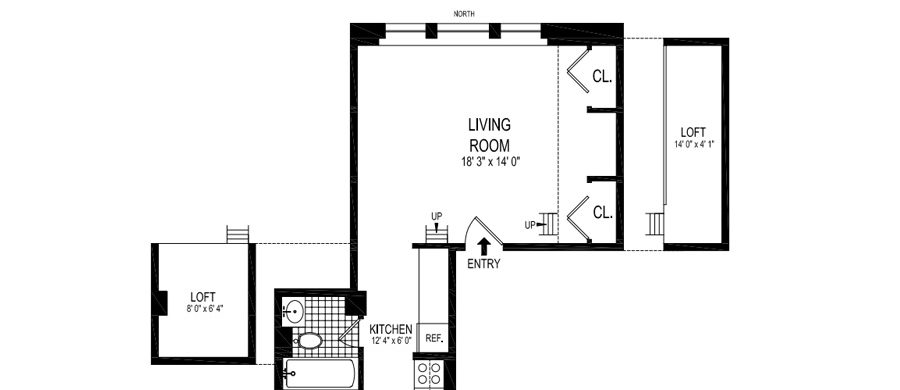 NORTH
CL.
LIVING
ROOM
18' 3" x 14' 0"
LOFT
14' 0" x 4' 1"
CL.
UP
UP
ENTRY
LOFT
8' 0" x 6' 4"
KITCHEN
12' 4" x 6' 0"
REF.